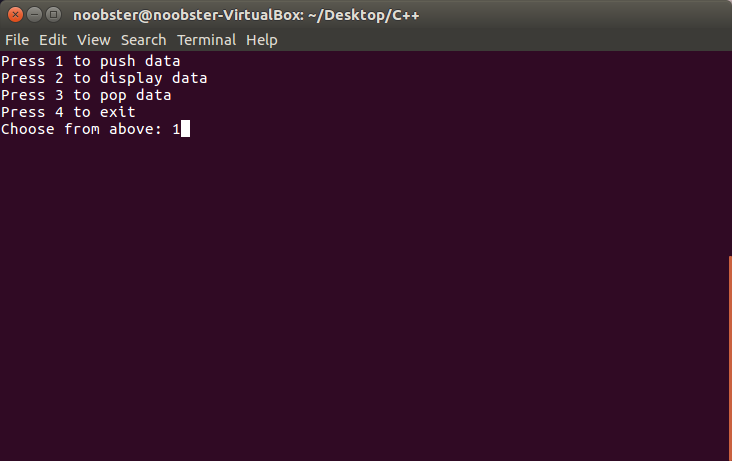 noobster@noobster-VirtualBox: ~/Desktop/C++
File Edit View Search Terminal Help
Press 1 to push data
Press 2 to display data
Press 3 to pop data
Press 4 to exit
Choose from above: 1